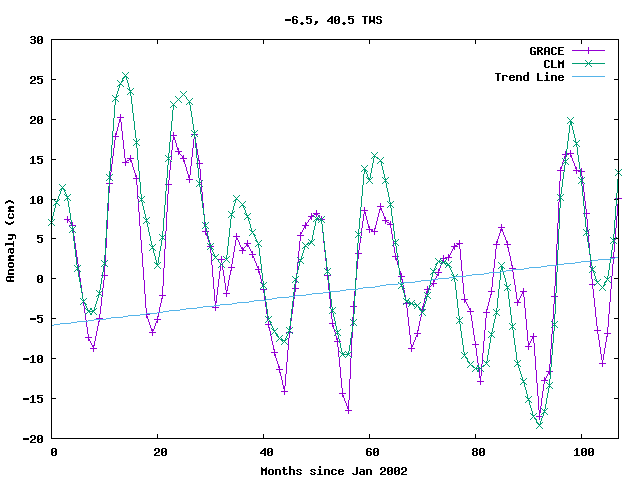 -6.5, 40.5 TWS
GRACE
CLM
Trend Line
30
25
20
15
10
5
0
-5
-10
-15
-20
Anomaly (cm)
0 20 40 60 80 100
Months since Jan 2002